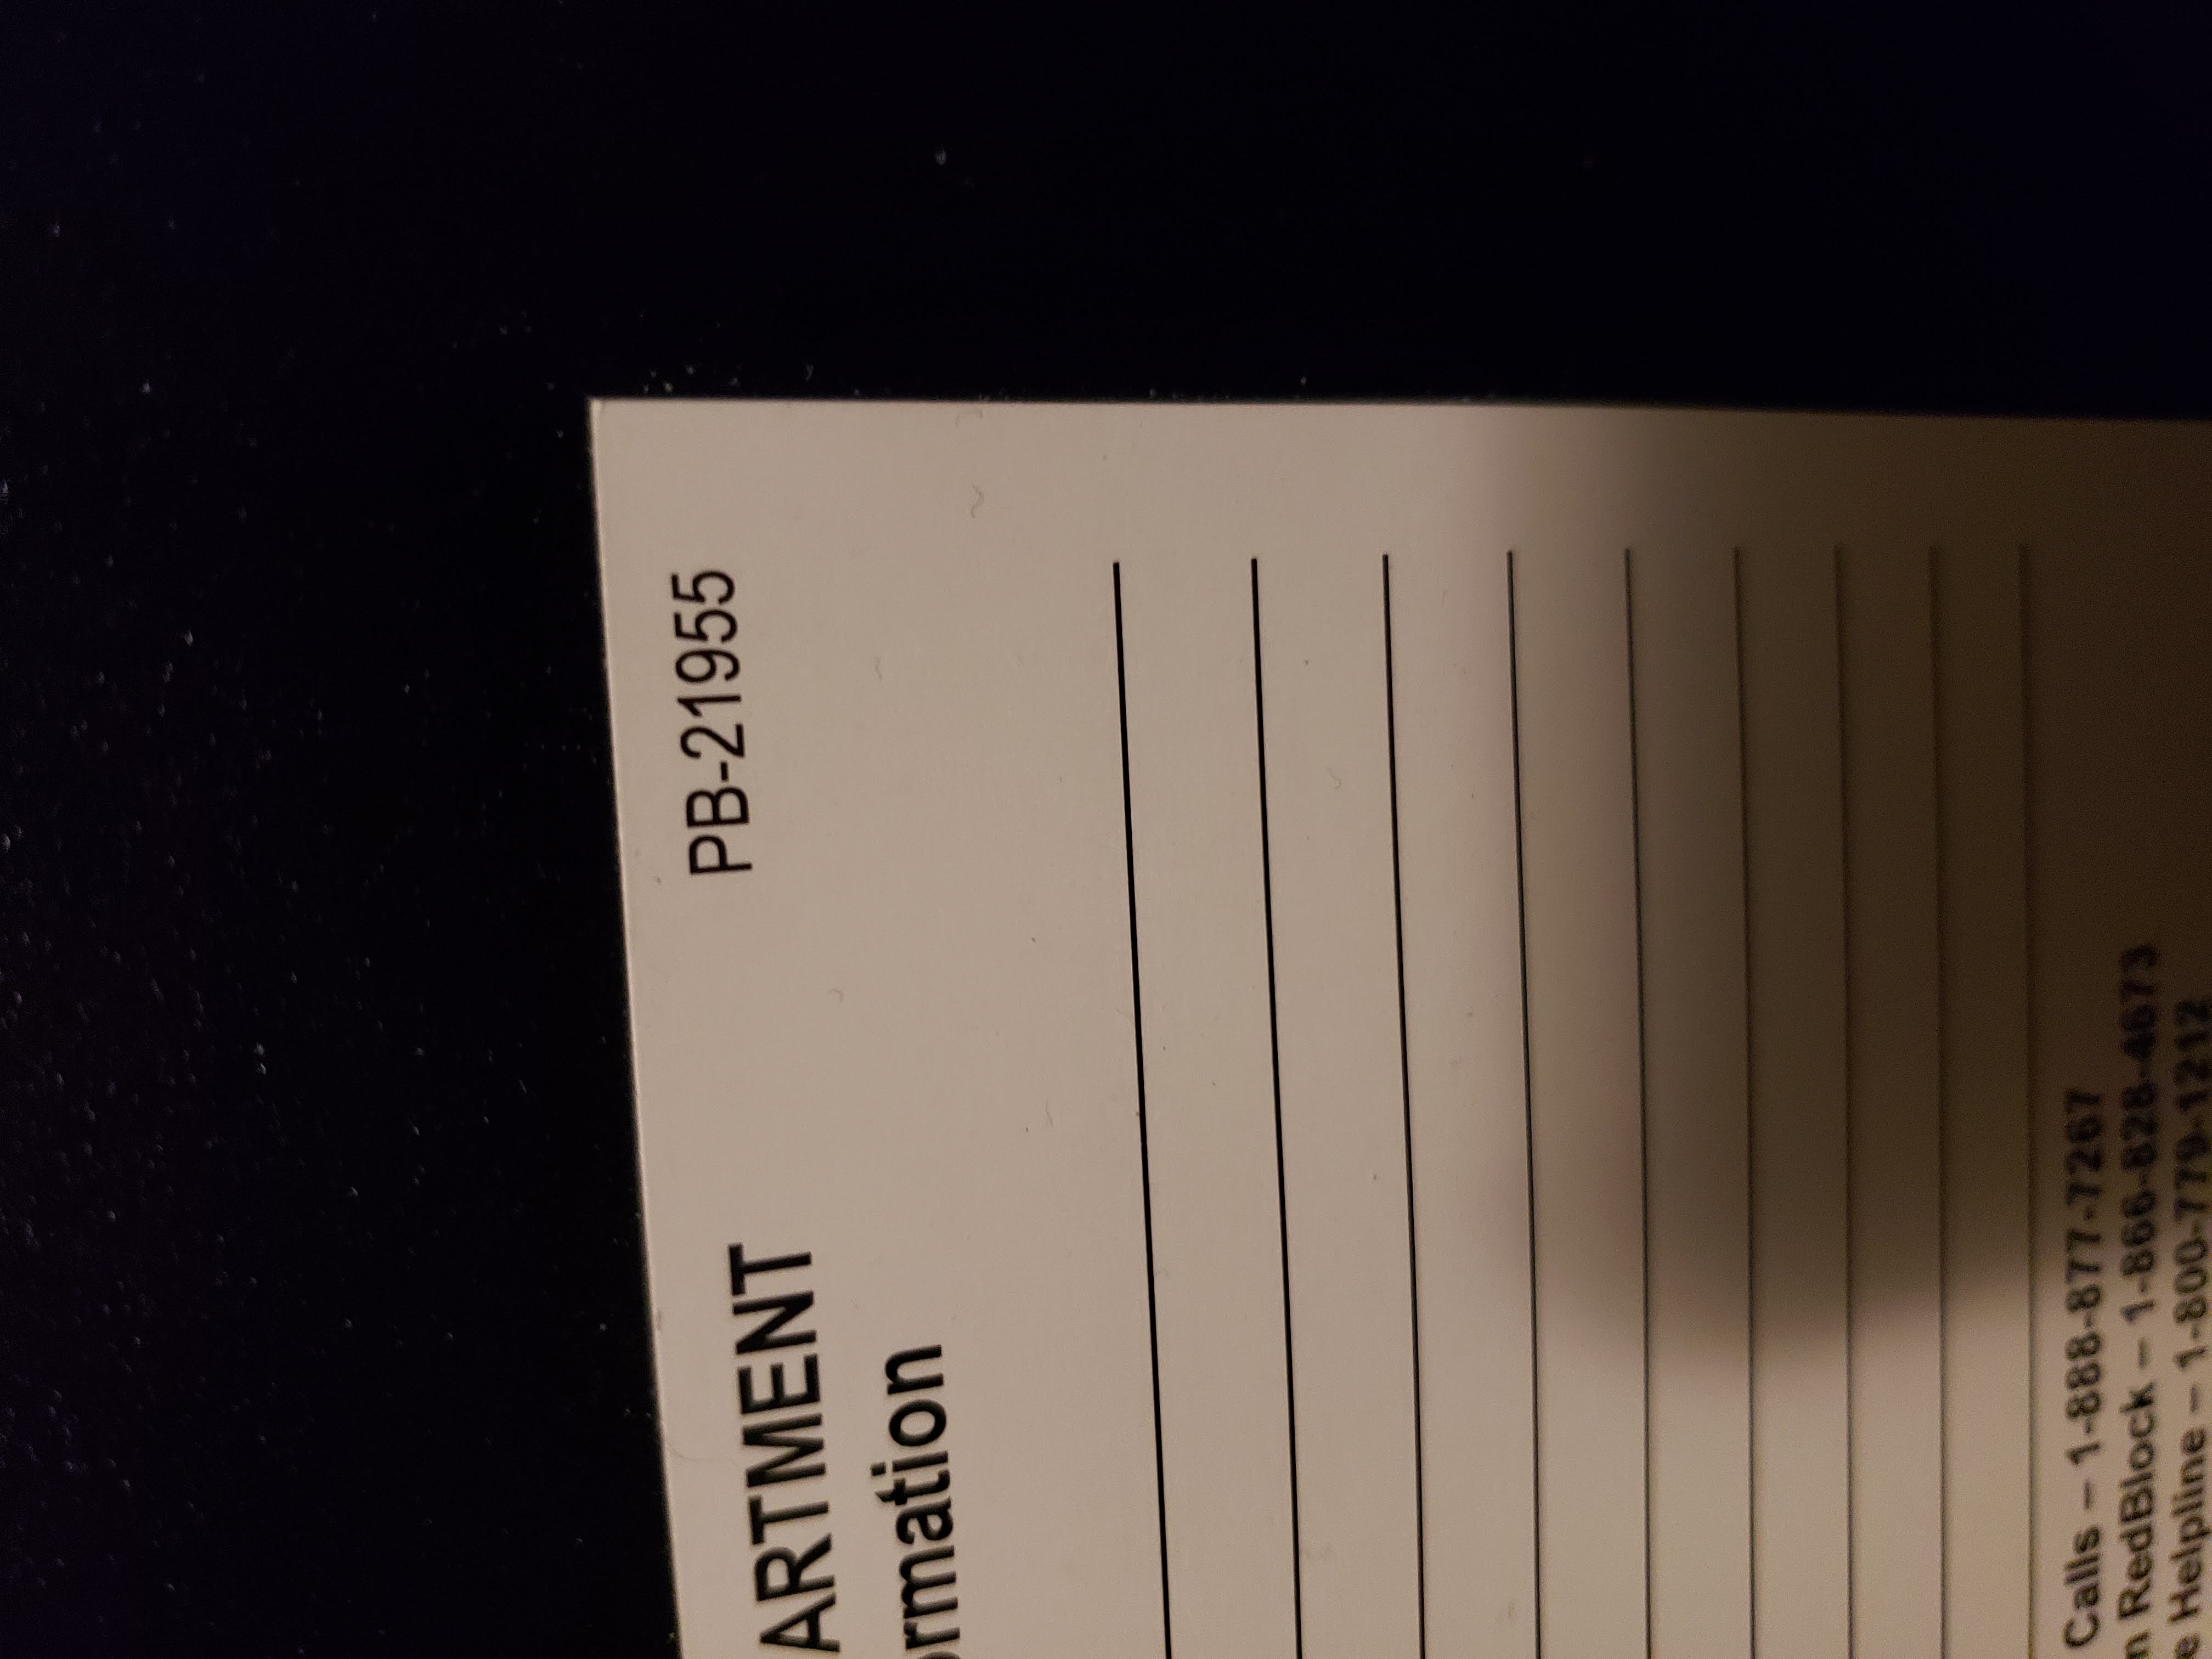 PB-21955
ARTMENT
ormation
Calls – 1-888-877-7267
n RedBlock – 1-866-828-4673
e Helpline – 1-800-779-1212